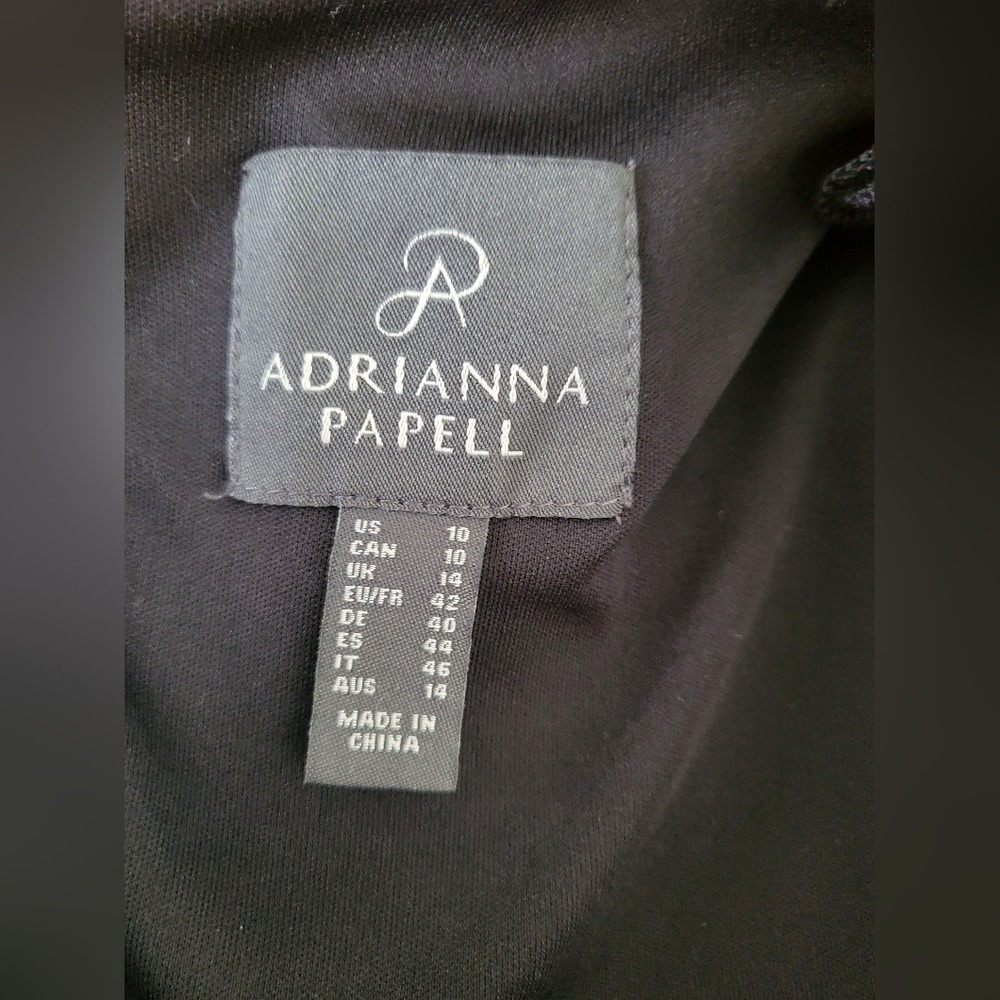 AP
ADRIANNA
PAPELL
US 10
CAN 10
UK 14
EU/FR 42
DE 40
ES 44
IT 46
AUS 14
MADE IN
CHINA